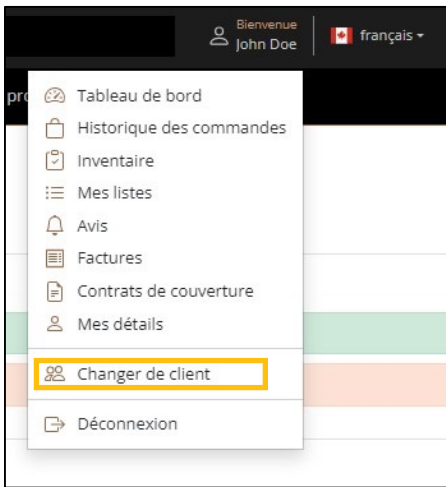 Bienvenue
John Doe
français
pro
Tableau de bord
Historique des commandes
Inventaire
Mes listes
Avis
Factures
Contrats de couverture
Mes détails
Changer de client
Déconnexion